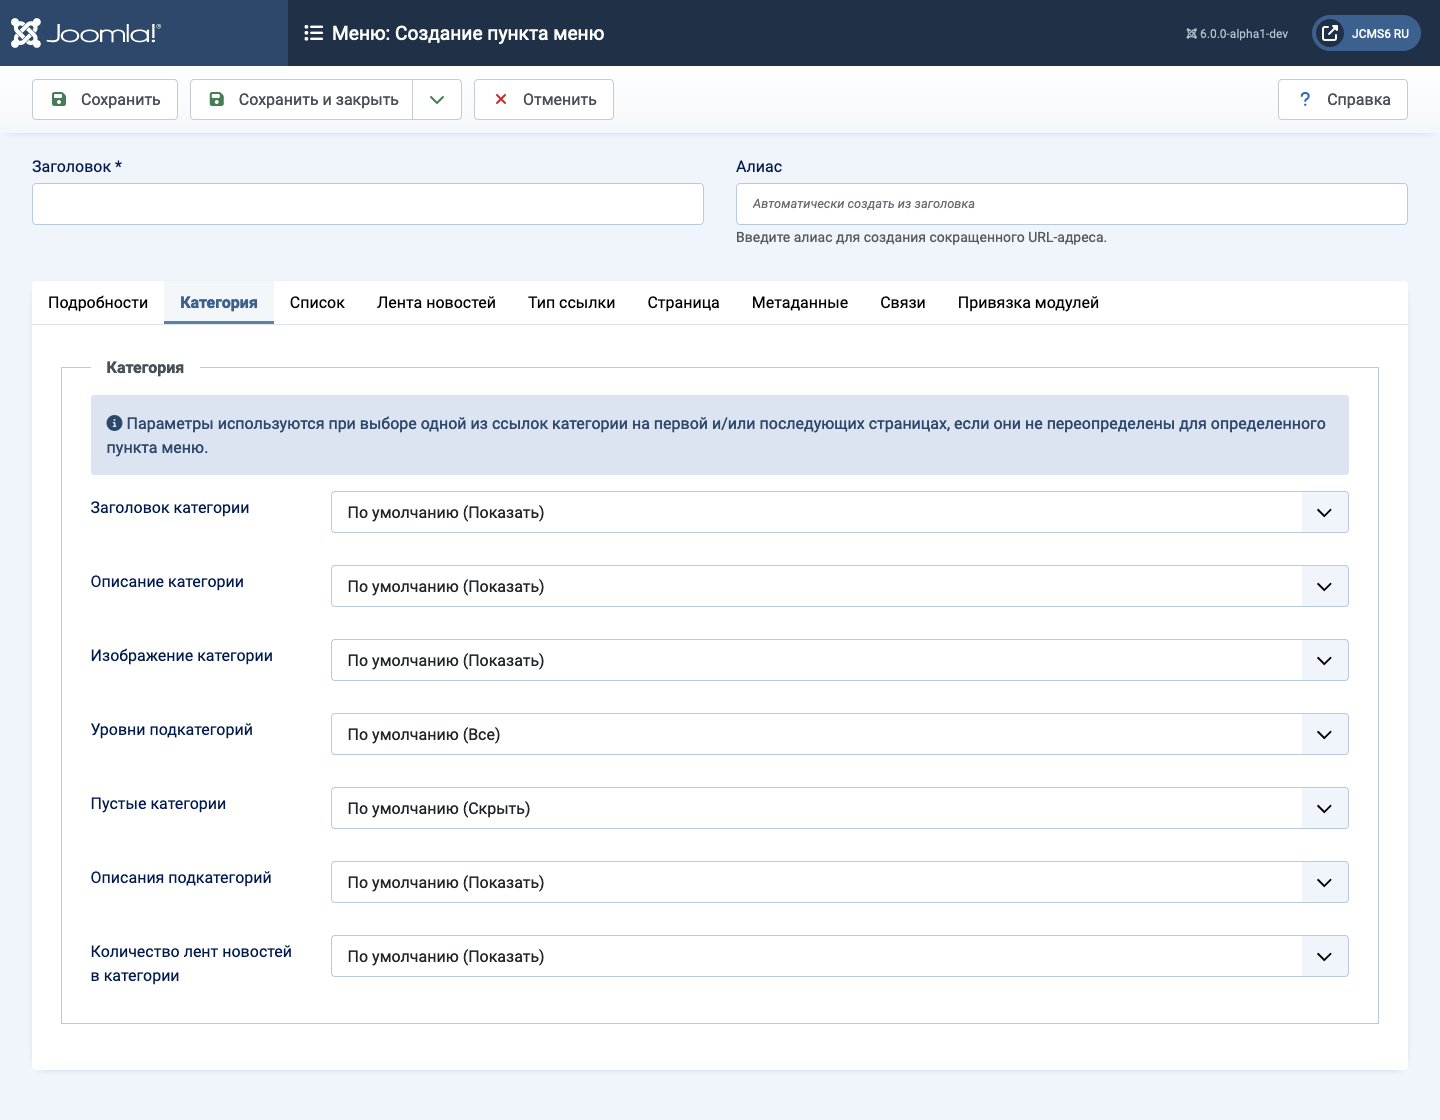 Joomla!®
Меню: Создание пункта меню
6.0.0-alpha1-dev
JCMS6 RU
Сохранить
Сохранить и закрыть
Отменить
? Справка
Заголовок *
Алиас
Автоматически создать из заголовка
Введите алиас для создания сокращенного URL-адреса.
Подробности
Категория
Список
Лента новостей
Тип ссылки
Страница
Метаданные
Связи
Привязка модулей
Категория
Параметры используются при выборе одной из ссылок категории на первой и/или последующих страницах, если они не переопределены для определенного
пункта меню.
Заголовок категории
По умолчанию (Показать)
Описание категории
По умолчанию (Показать)
Изображение категории
По умолчанию (Показать)
Уровни подкатегорий
По умолчанию (Все)
Пустые категории
По умолчанию (Скрыть)
Описания подкатегорий
По умолчанию (Показать)
Количество лент новостей
в категории
По умолчанию (Показать)